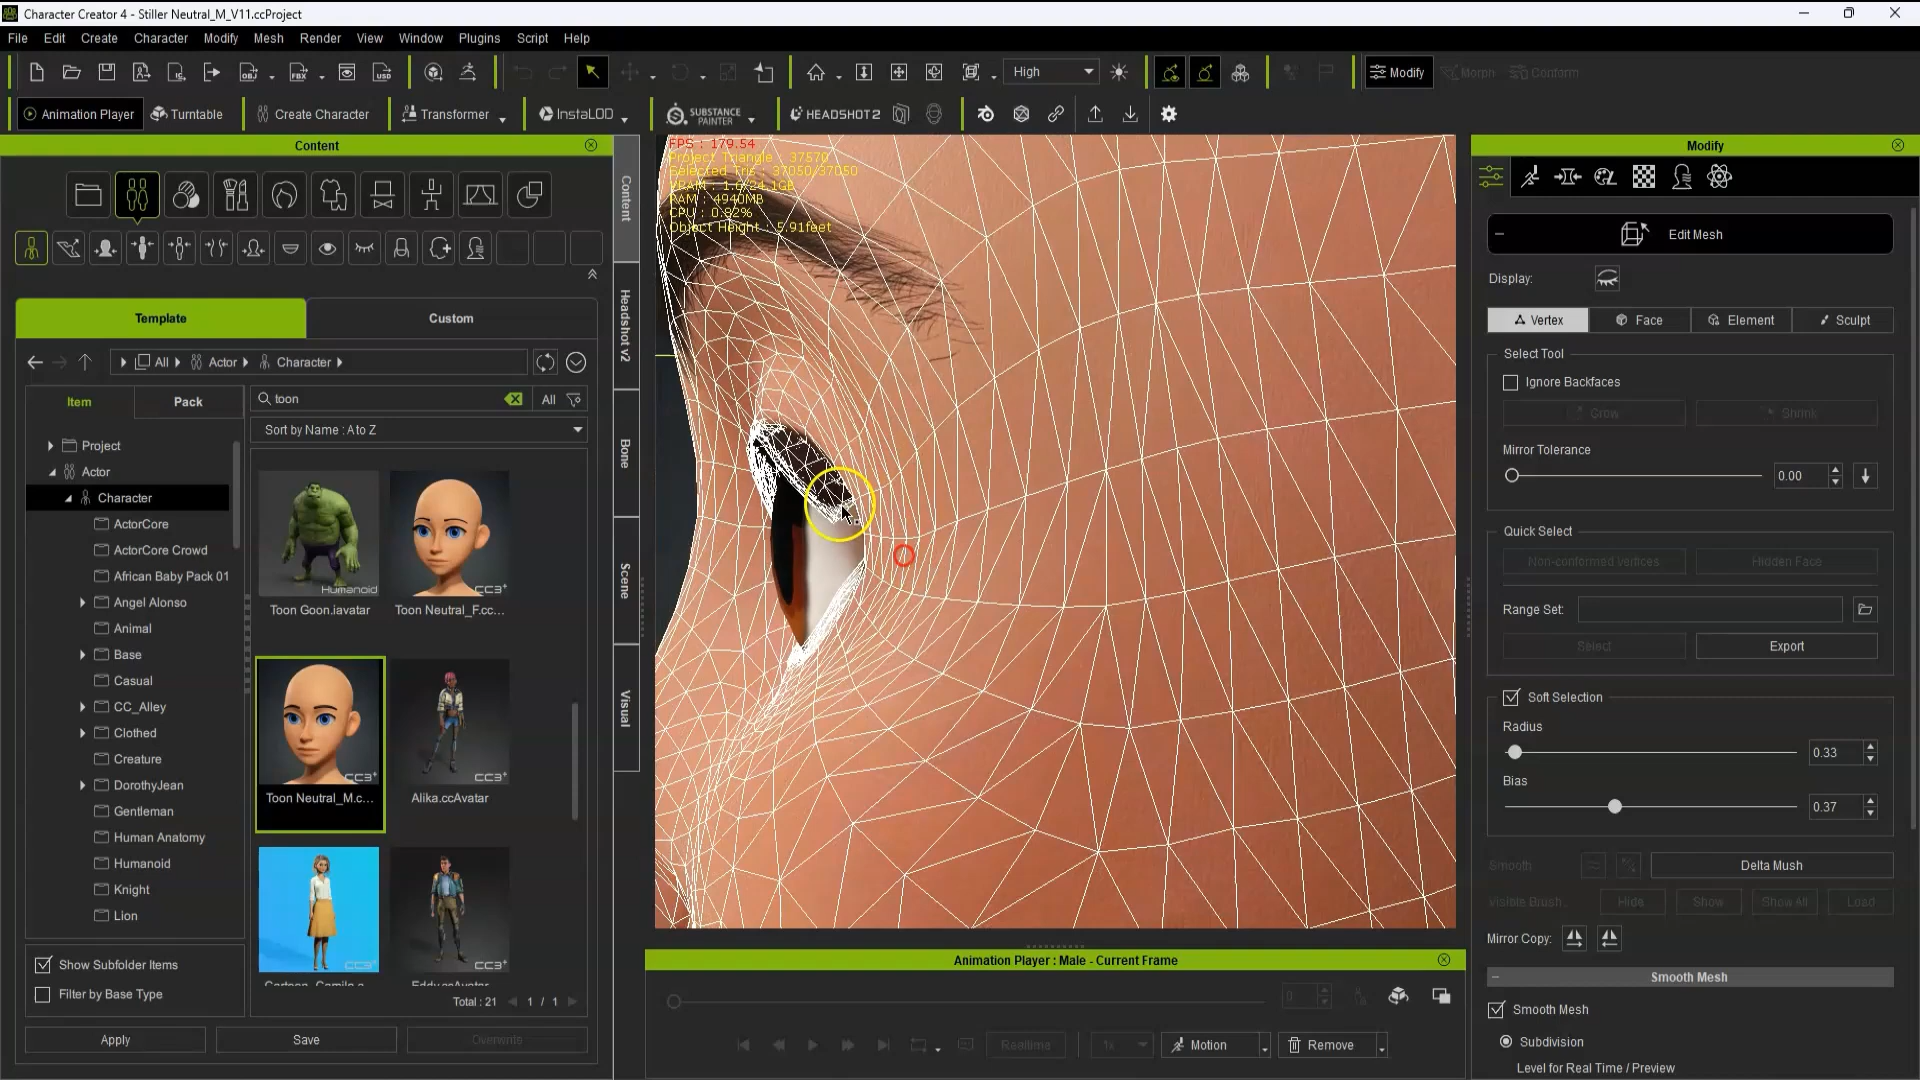 Character Creator 4 - Stiller Neutral_M_V11.ccProject
File Edit Create Character Modify Mesh Render View Window Plugins Script Help
High Modify Morph Conform
Animation Player Turntable Create Character Transformer InstaLOD SUBSTANCE PAINTER HEADSHOT 2
Content
Template Custom
All Actor Character
Item Pack
toon
All
Sort by Name : A to Z
Project
Actor
Character
ActorCore
ActorCore Crowd
African Baby Pack 01
Angel Alonso
Animal
Base
Casual
CC_Alley
Clothed
Creature
DorothyJean
Gentleman
Human Anatomy
Humanoid
Knight
Lion
Humanoid
Toon Goon.iavatar
CC3+
Toon Neutral_F.cc...
CC3+
Toon Neutral_M.c...
CC3+
Alika.ccAvatar
CC3+
CC3+
Total : 21 1 / 1
Show Subfolder Items
Filter by Base Type
Apply Save Overwrite
Content
Headshot v2
Bone
Scene
Visual
FPS : 179.54
Project Triangle : 37570
Selected Tris : 37050/37050
RAM : 4940MB
CPU : 0.82%
Object Height : 5.91feet
Animation Player : Male - Current Frame
0
Realtime 1x Motion Remove
Modify
Edit Mesh
Display:
Vertex Face Element Sculpt
Select Tool
Ignore Backfaces
Grow Shrink
Mirror Tolerance
0.00
Quick Select
Non-conformed Vertices Hidden Face
Range Set:
Select Export
Soft Selection
Radius
0.33
Bias
0.37
Smooth Delta Mush
Visible Brush: Hide Show Show All Load
Mirror Copy:
Smooth Mesh
Smooth Mesh
Subdivision
Level for Real Time / Preview